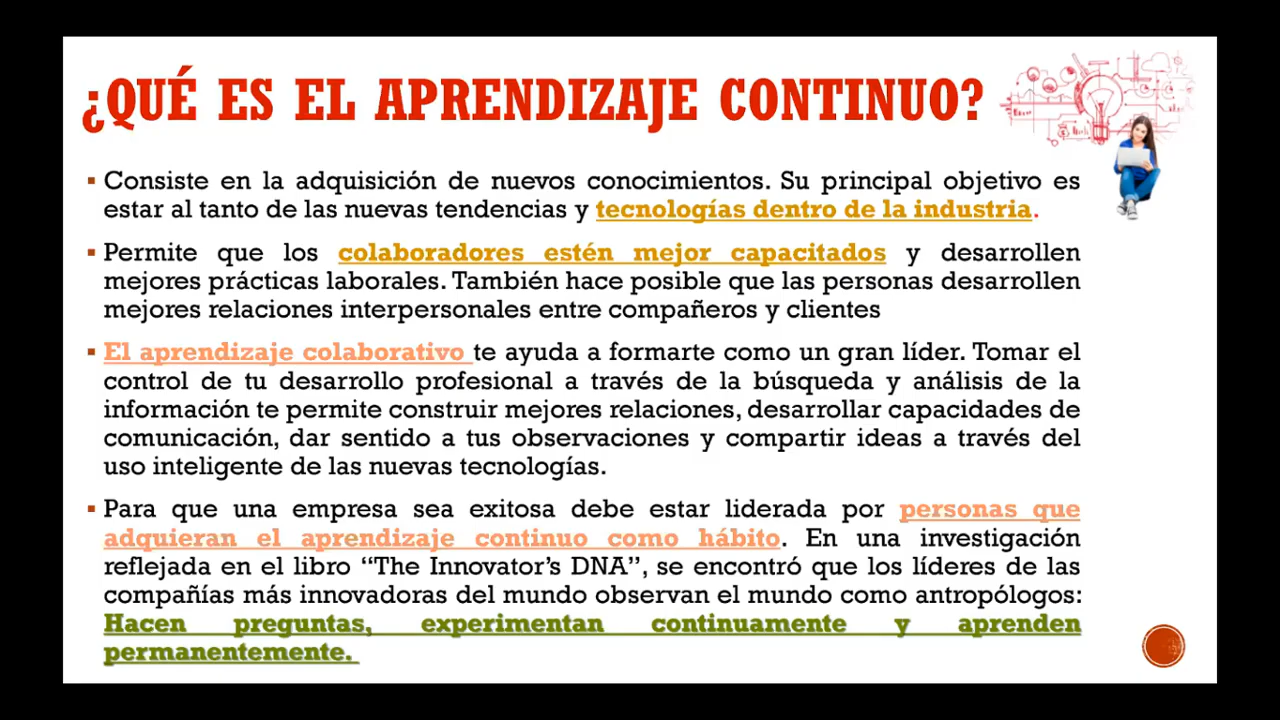 ¿QUÉ ES EL APRENDIZAJE CONTINUO?
▪ Consiste en la adquisición de nuevos conocimientos. Su principal objetivo es
estar al tanto de las nuevas tendencias y tecnologías dentro de la industria.
▪ Permite que los colaboradores estén mejor capacitados y desarrollen
mejores prácticas laborales. También hace posible que las personas desarrollen
mejores relaciones interpersonales entre compañeros y clientes
▪ El aprendizaje colaborativo te ayuda a formarte como un gran líder. Tomar el
control de tu desarrollo profesional a través de la búsqueda y análisis de la
información te permite construir mejores relaciones, desarrollar capacidades de
comunicación, dar sentido a tus observaciones y compartir ideas a través del
uso inteligente de las nuevas tecnologías.
▪ Para que una empresa sea exitosa debe estar liderada por personas que
adquieran el aprendizaje continuo como hábito. En una investigación
reflejada en el libro “The Innovator’s DNA”, se encontró que los líderes de las
compañías más innovadoras del mundo observan el mundo como antropólogos:
Hacen preguntas, experimentan continuamente y aprenden
permanentemente.